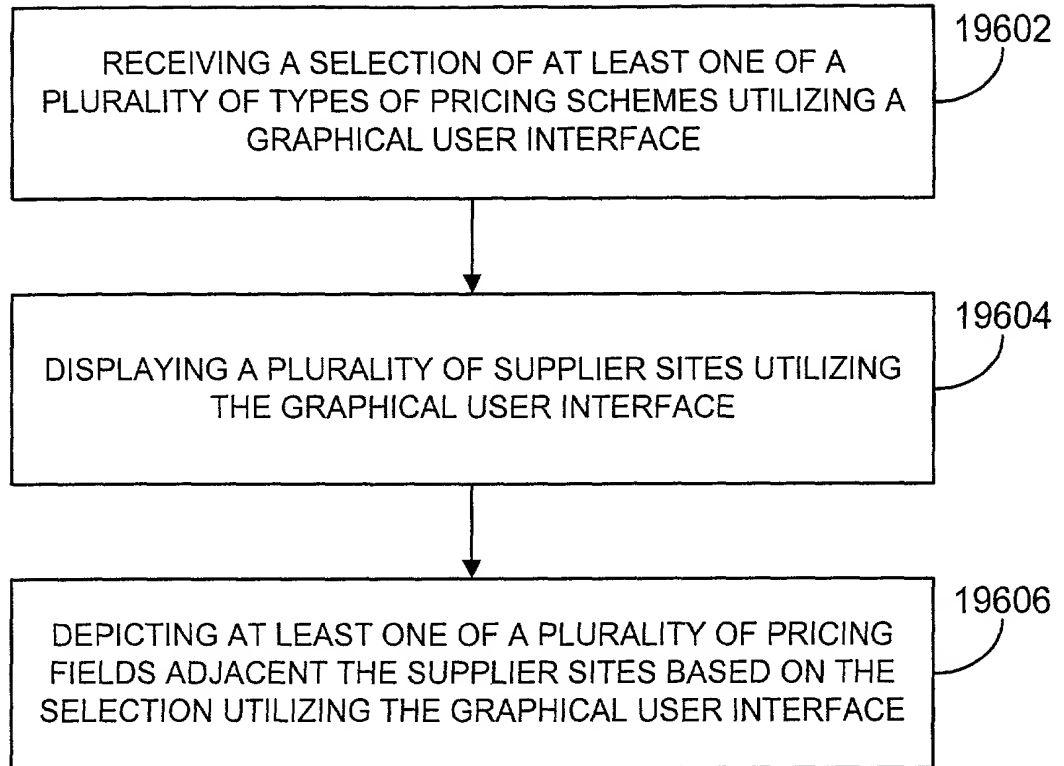 19602
RECEIVING A SELECTION OF AT LEAST ONE OF A
PLURALITY OF TYPES OF PRICING SCHEMES UTILIZING A
GRAPHICAL USER INTERFACE
19604
DISPLAYING A PLURALITY OF SUPPLIER SITES UTILIZING
THE GRAPHICAL USER INTERFACE
19606
DEPICTING AT LEAST ONE OF A PLURALITY OF PRICING
FIELDS ADJACENT THE SUPPLIER SITES BASED ON THE
SELECTION UTILIZING THE GRAPHICAL USER INTERFACE